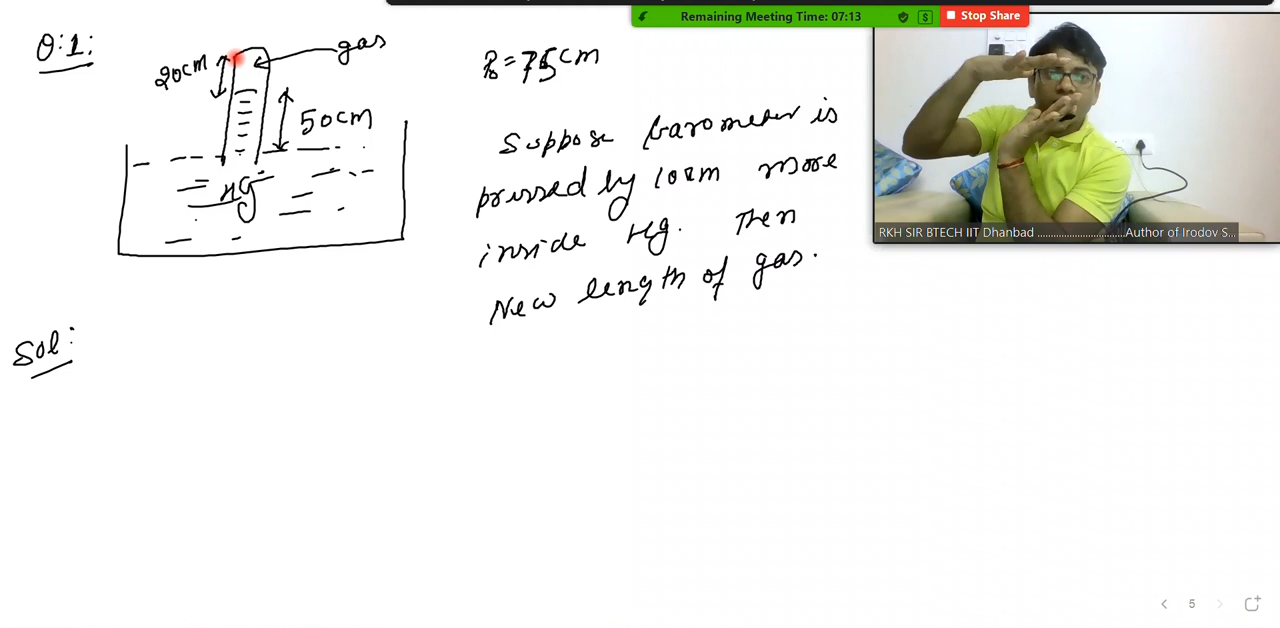 Remaining Meeting Time: 07:13
$
Stop Share
Q:1:
20cm
gas
50cm
Hg
P₀ = 75cm
Suppose barometer is
pressed by 10cm more
inside Hg. Then
New length of gas.
Sol:
RKH SIR BTECH IIT Dhanbad ..............................Author of Irodov S...
< 5 >